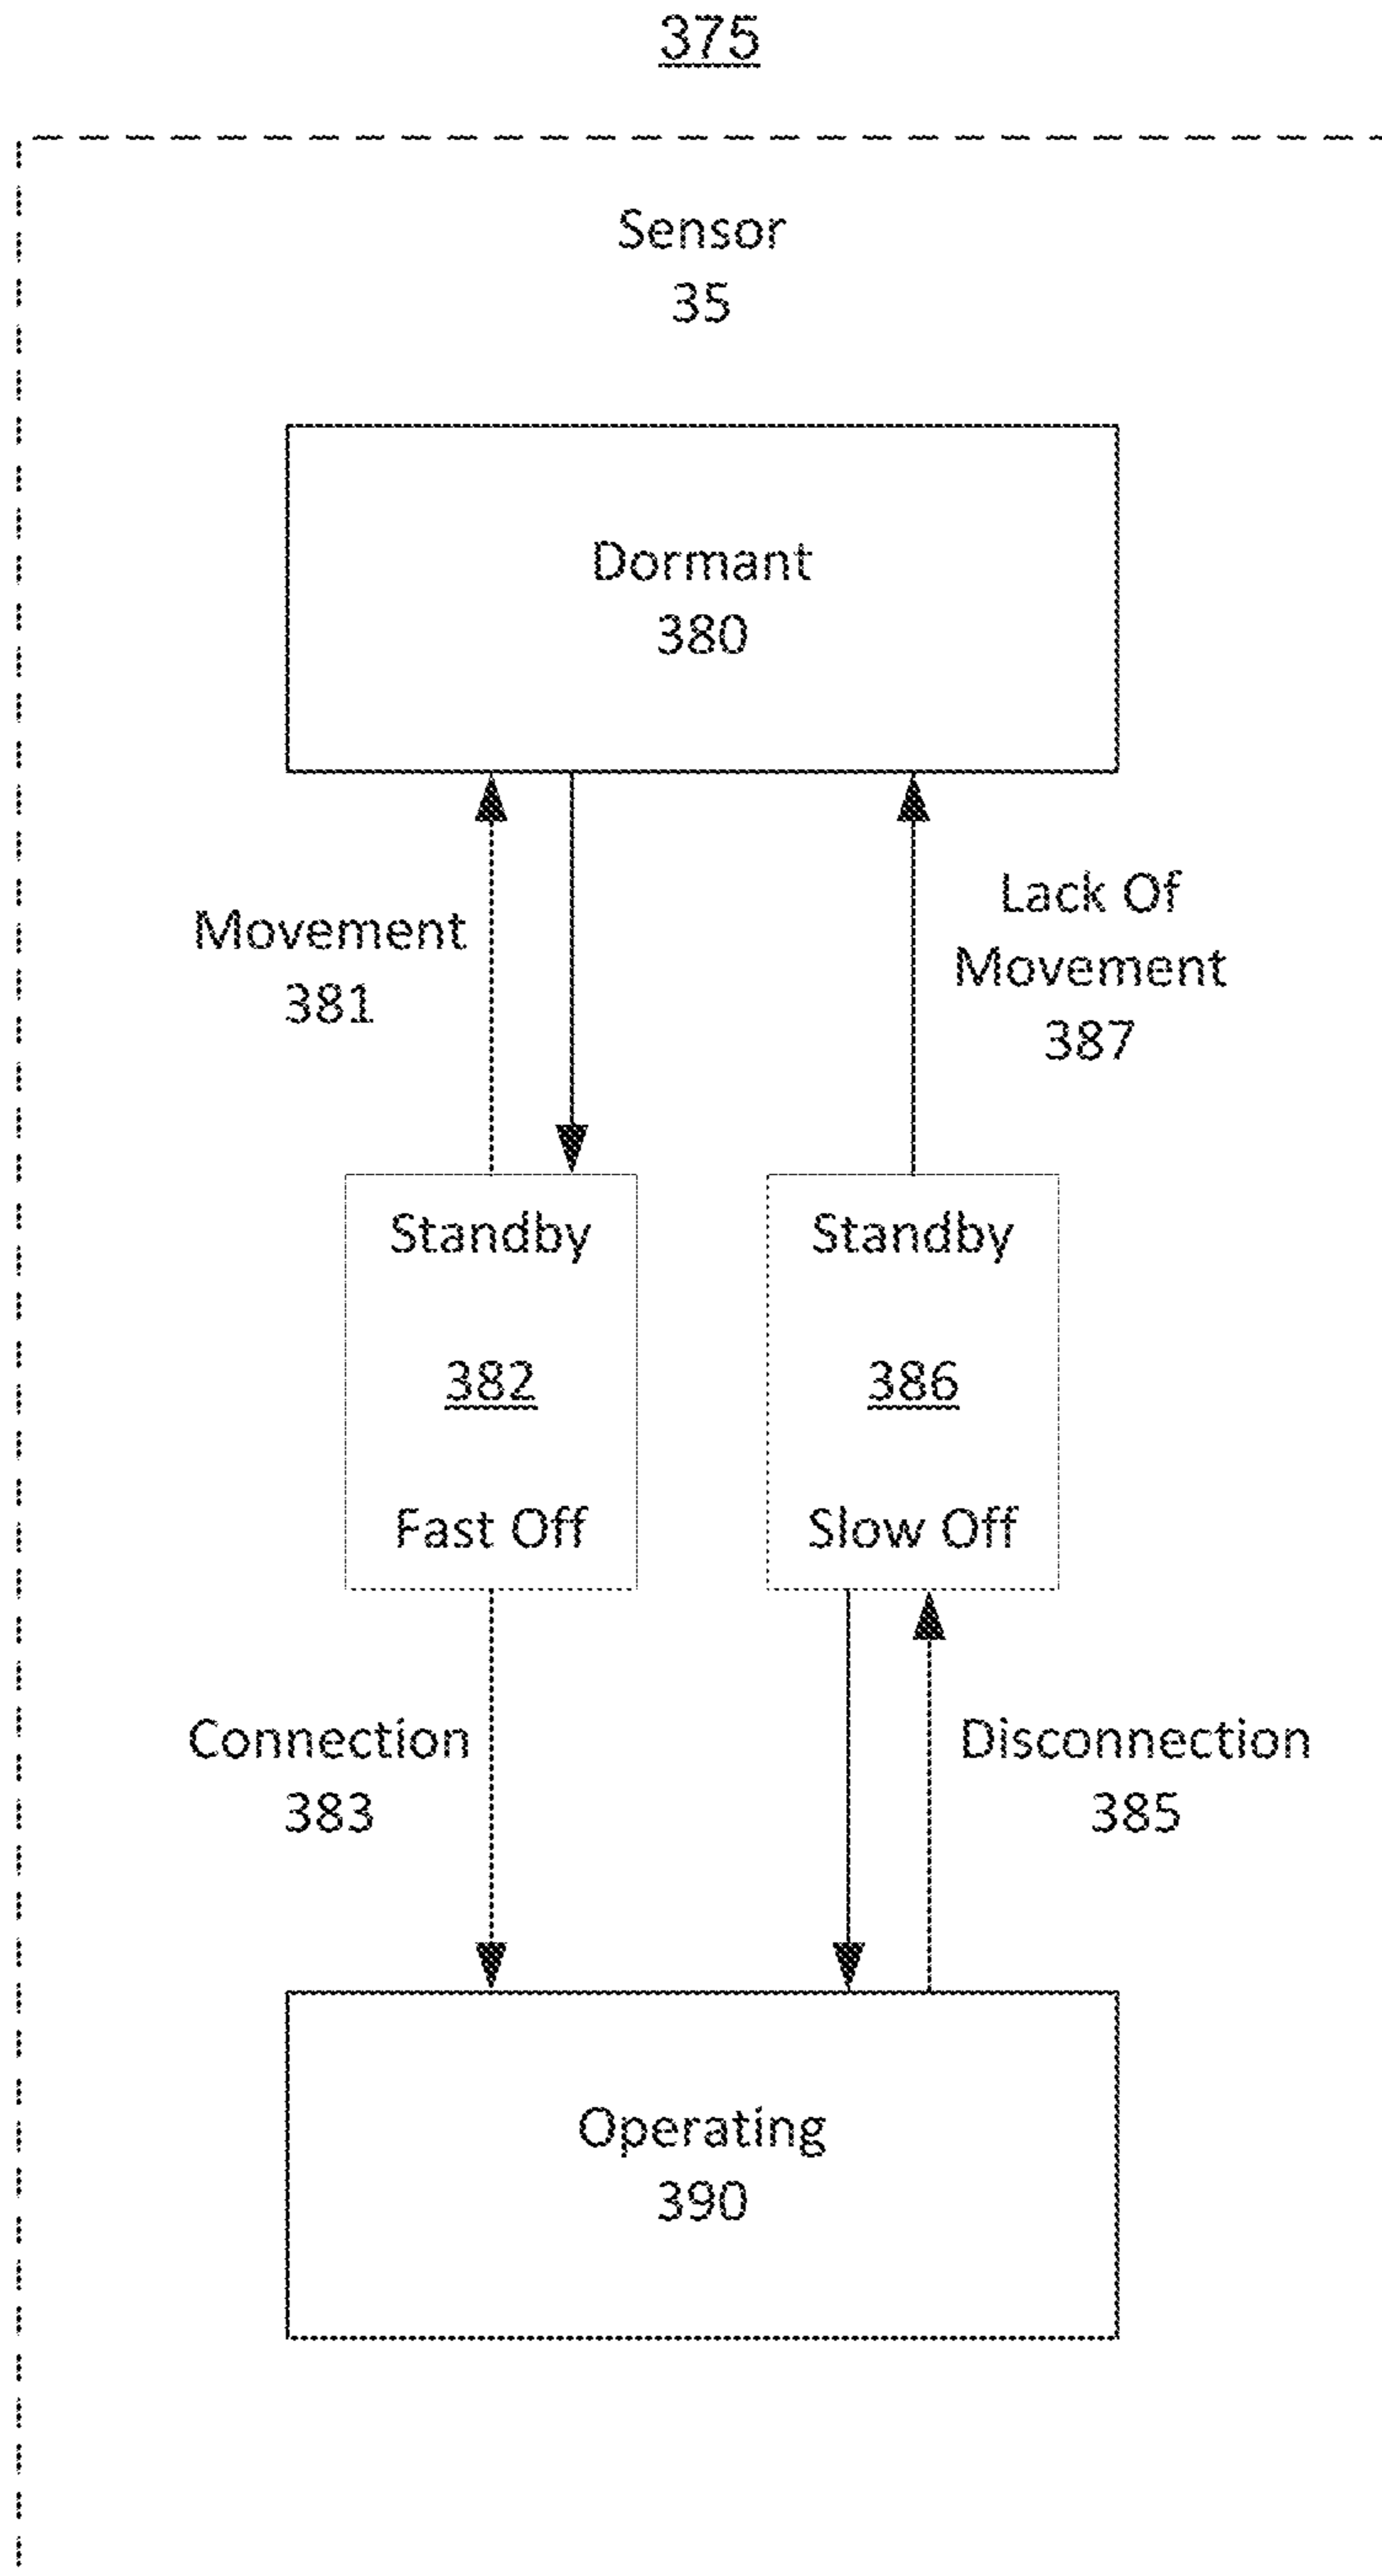 375
Sensor
35
Dormant
380
Movement
381
Lack Of
Movement
387
Standby
382
Fast Off
Standby
386
Slow Off
Connection
383
Disconnection
385
Operating
390